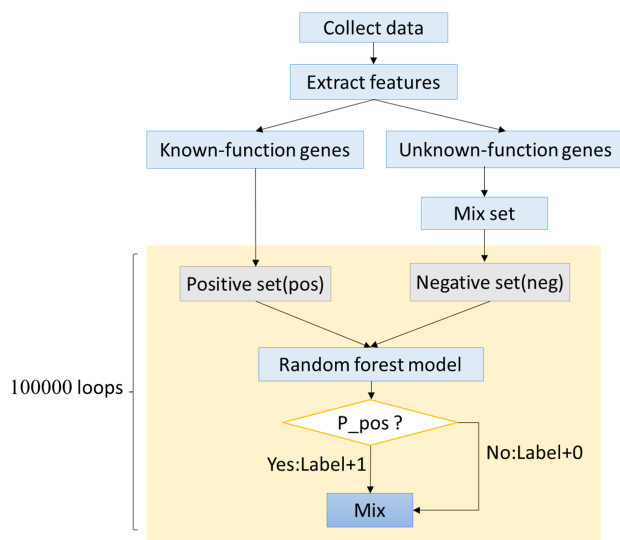 Collect data
Extract features
Known-function genes
Unknown-function genes
Mix set
Positive set(pos)
Negative set(neg)
Random forest model
100000 loops
P_pos ?
Yes:Label+1
No:Label+0
Mix